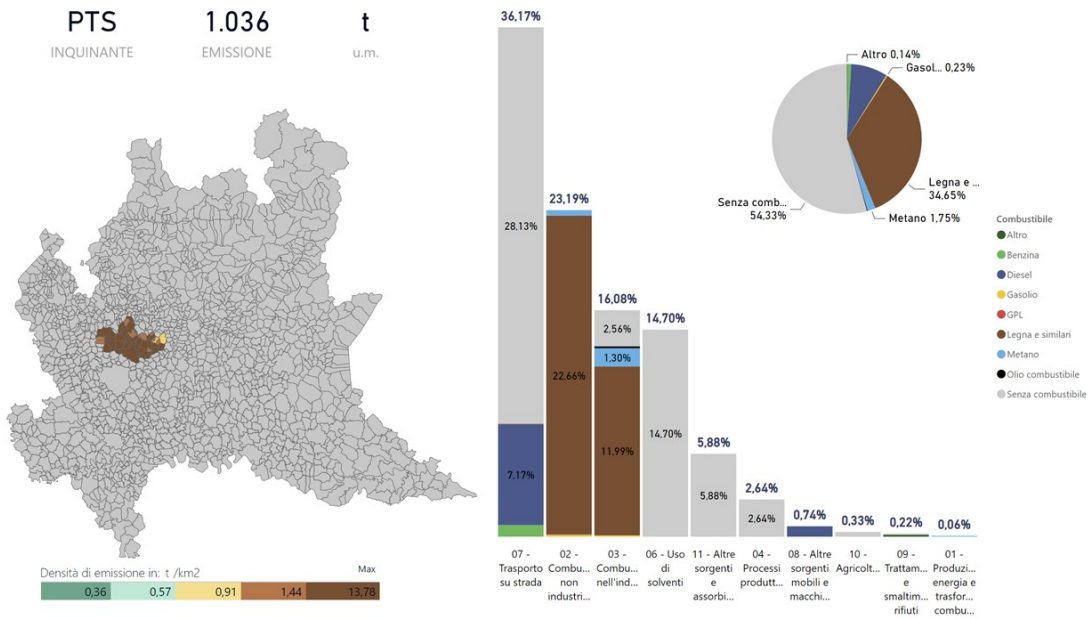 PTS 1.036 t
INQUINANTE EMISSIONE u.m.
Densità di emissione in: t /km2 Max
0,36 0,57 0,91 1,44 13,78
36,17%
28,13%
7,17%
23,19%
22,66%
16,08%
2,56%
1,30%
11,99%
14,70%
14,70%
5,88%
5,88%
2,64%
2,64%
0,74%
0,33%
0,22%
0,06%
07 -
Trasporto
su strada
02 -
Combu...
non
industri...
03 -
Combu...
nell'ind...
06 - Uso
di
solventi
11 - Altre
sorgenti
e
assorbi...
04 -
Processi
produtt...
08 - Altre
sorgenti
mobili e
macchi...
10 -
Agricolt...
09 -
Trattam...
e
smaltim...
rifiuti
01 -
Produzi...
energia e
trasfor...
combu...
Altro 0,14%
Gasol... 0,23%
Legna e ...
34,65%
Metano 1,75%
Senza comb...
54,33%
Combustibile
Altro
Benzina
Diesel
Gasolio
GPL
Legna e similari
Metano
Olio combustibile
Senza combustibile